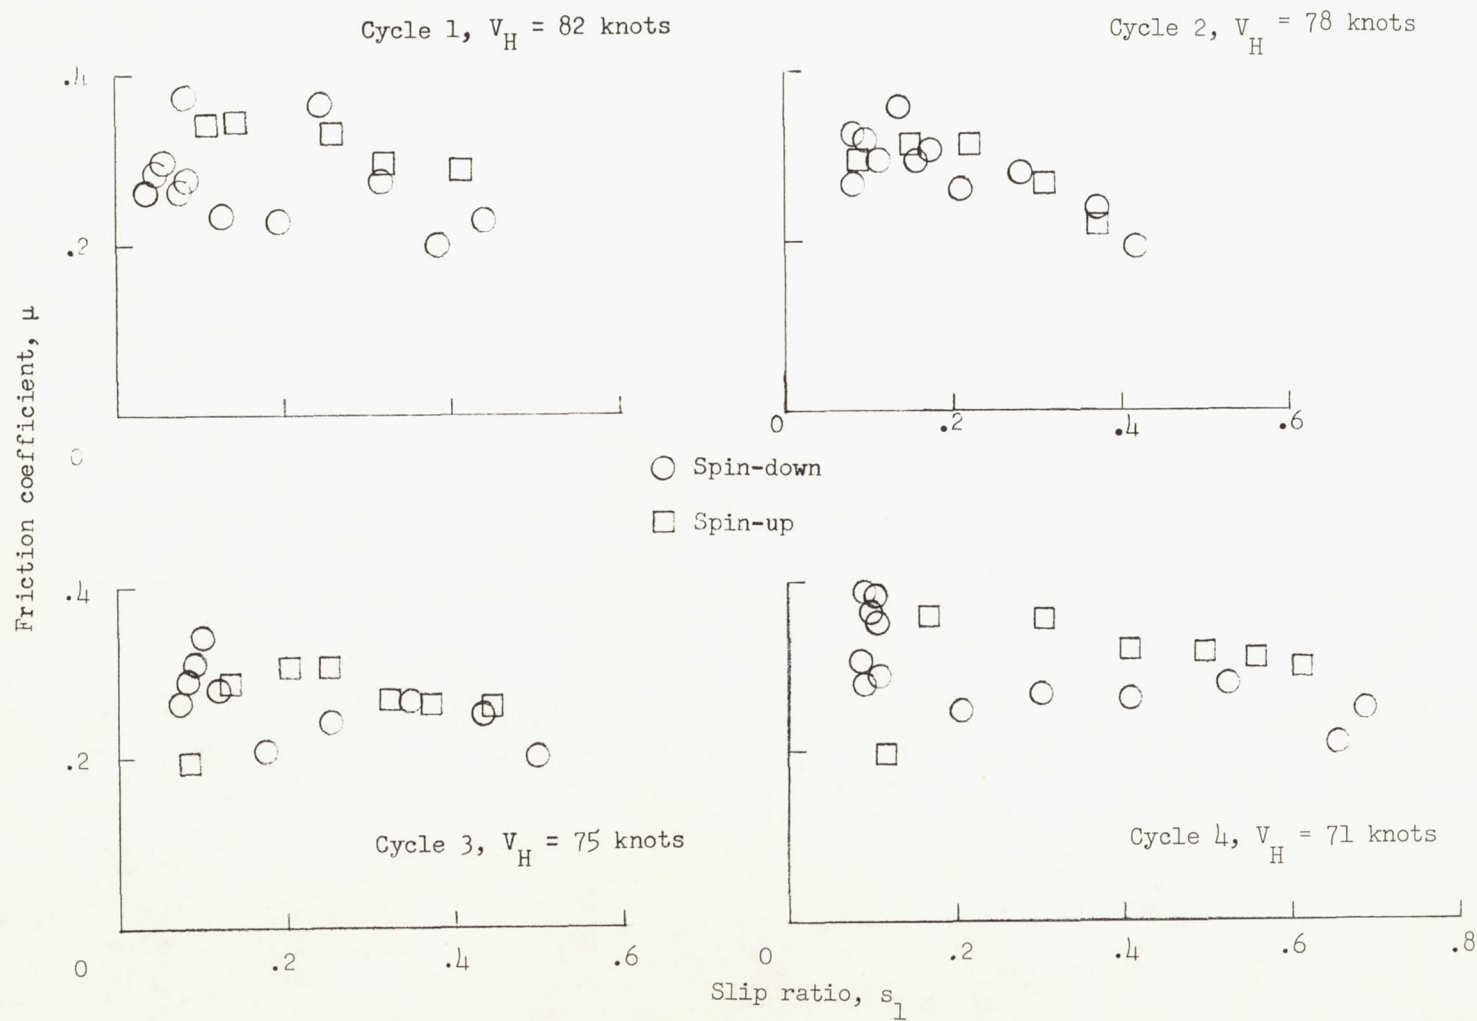 Cycle 1, V_H = 82 knots
Cycle 2, V_H = 78 knots
.4
.2
0
0 .2 .4 .6
Friction coefficient, μ
○ Spin-down
□ Spin-up
.4
.2
0 .2 .4 .6
Cycle 3, V_H = 75 knots
Cycle 4, V_H = 71 knots
0 .2 .4 .6 .8
Slip ratio, s_1